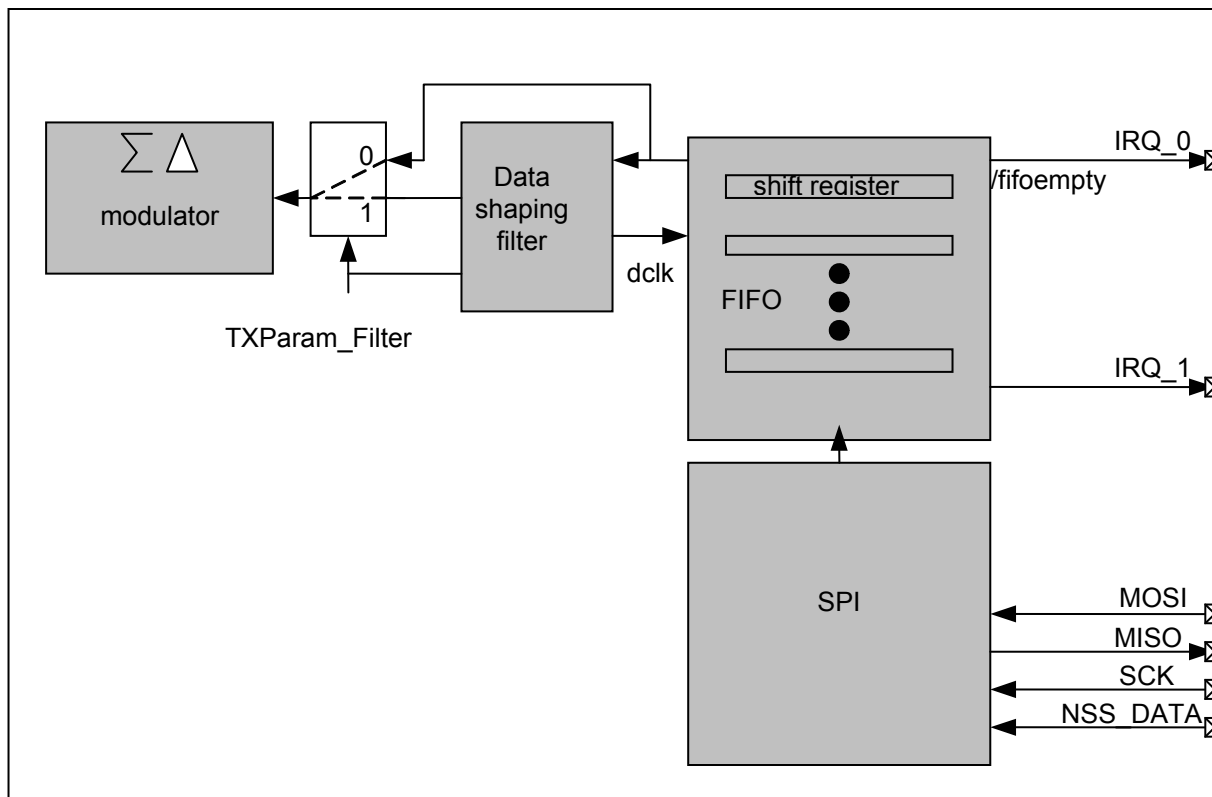 Σ Δ
modulator
0
1
TXParam_Filter
Data
shaping
filter
dclk
shift register
FIFO
/fifoempty
IRQ_0
IRQ_1
SPI
MOSI
MISO
SCK
NSS_DATA